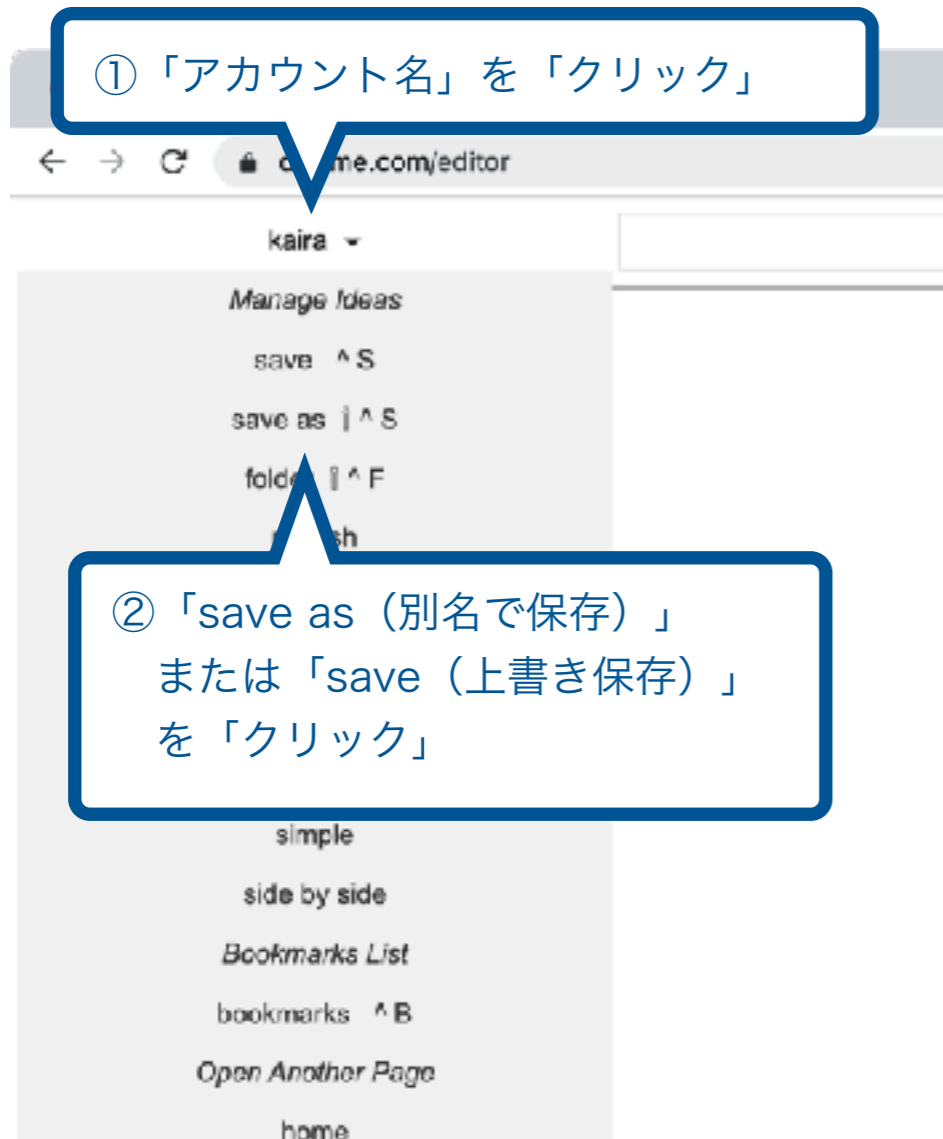 ①「アカウント名」を「クリック」
me.com/editor
kaira
Manage Ideas
save ^ S
save as ^ S
^ F
②「save as（別名で保存）」
または「save（上書き保存）」
を「クリック」
simple
side by side
Bookmarks List
bookmarks ^ B
Open Another Page
home